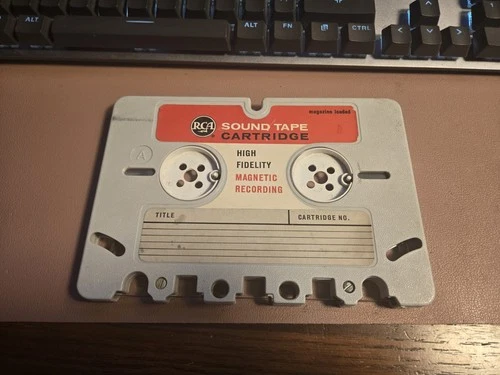 ALT
ALT
FN
CTRL
magazine loaded
RCA
SOUND TAPE
CARTRIDGE
A
HIGH
FIDELITY
MAGNETIC
RECORDING
TITLE
CARTRIDGE NO.